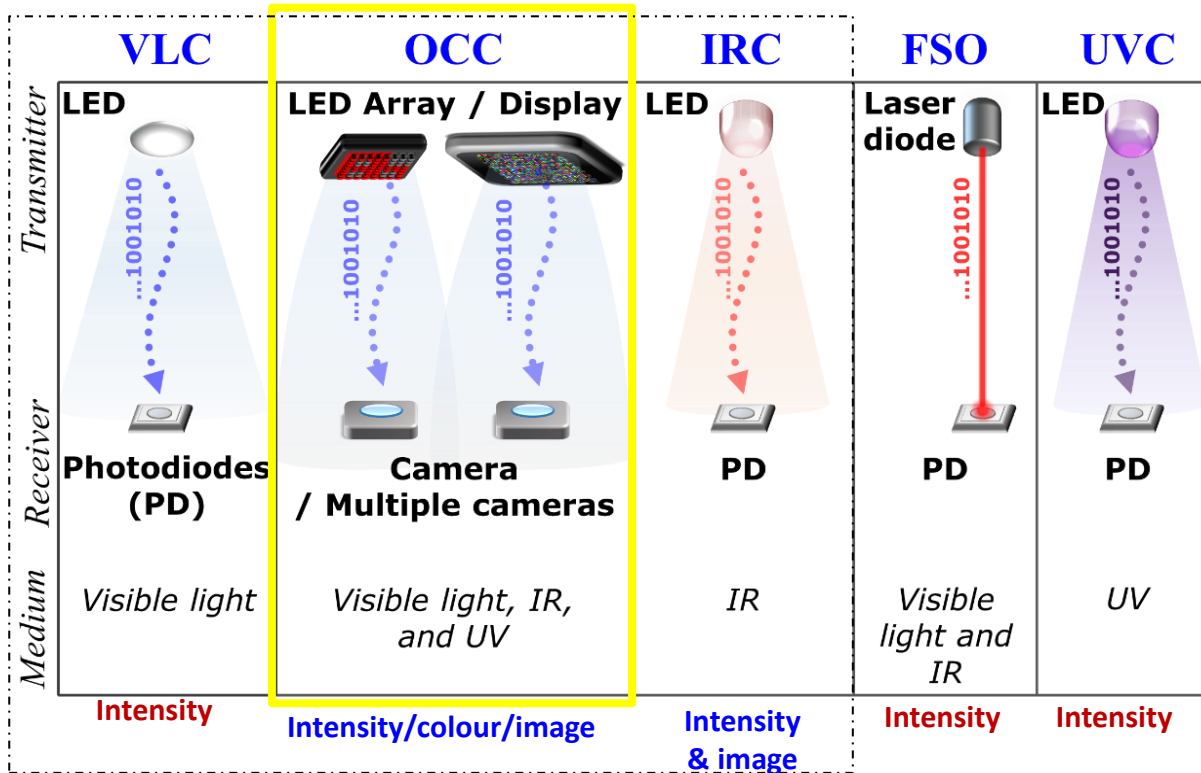 VLC
OCC
IRC
FSO
UVC
Transmitter
LED
LED Array / Display
LED
Laser
diode
LED
...1001010
...1001010
...1001010
...1001010
...1001010
...1001010
Receiver
Photodiodes
(PD)
Camera
/ Multiple cameras
PD
PD
PD
Medium
Visible light
Visible light, IR,
and UV
IR
Visible
light and
IR
UV
Intensity
Intensity/colour/image
Intensity
& image
Intensity
Intensity